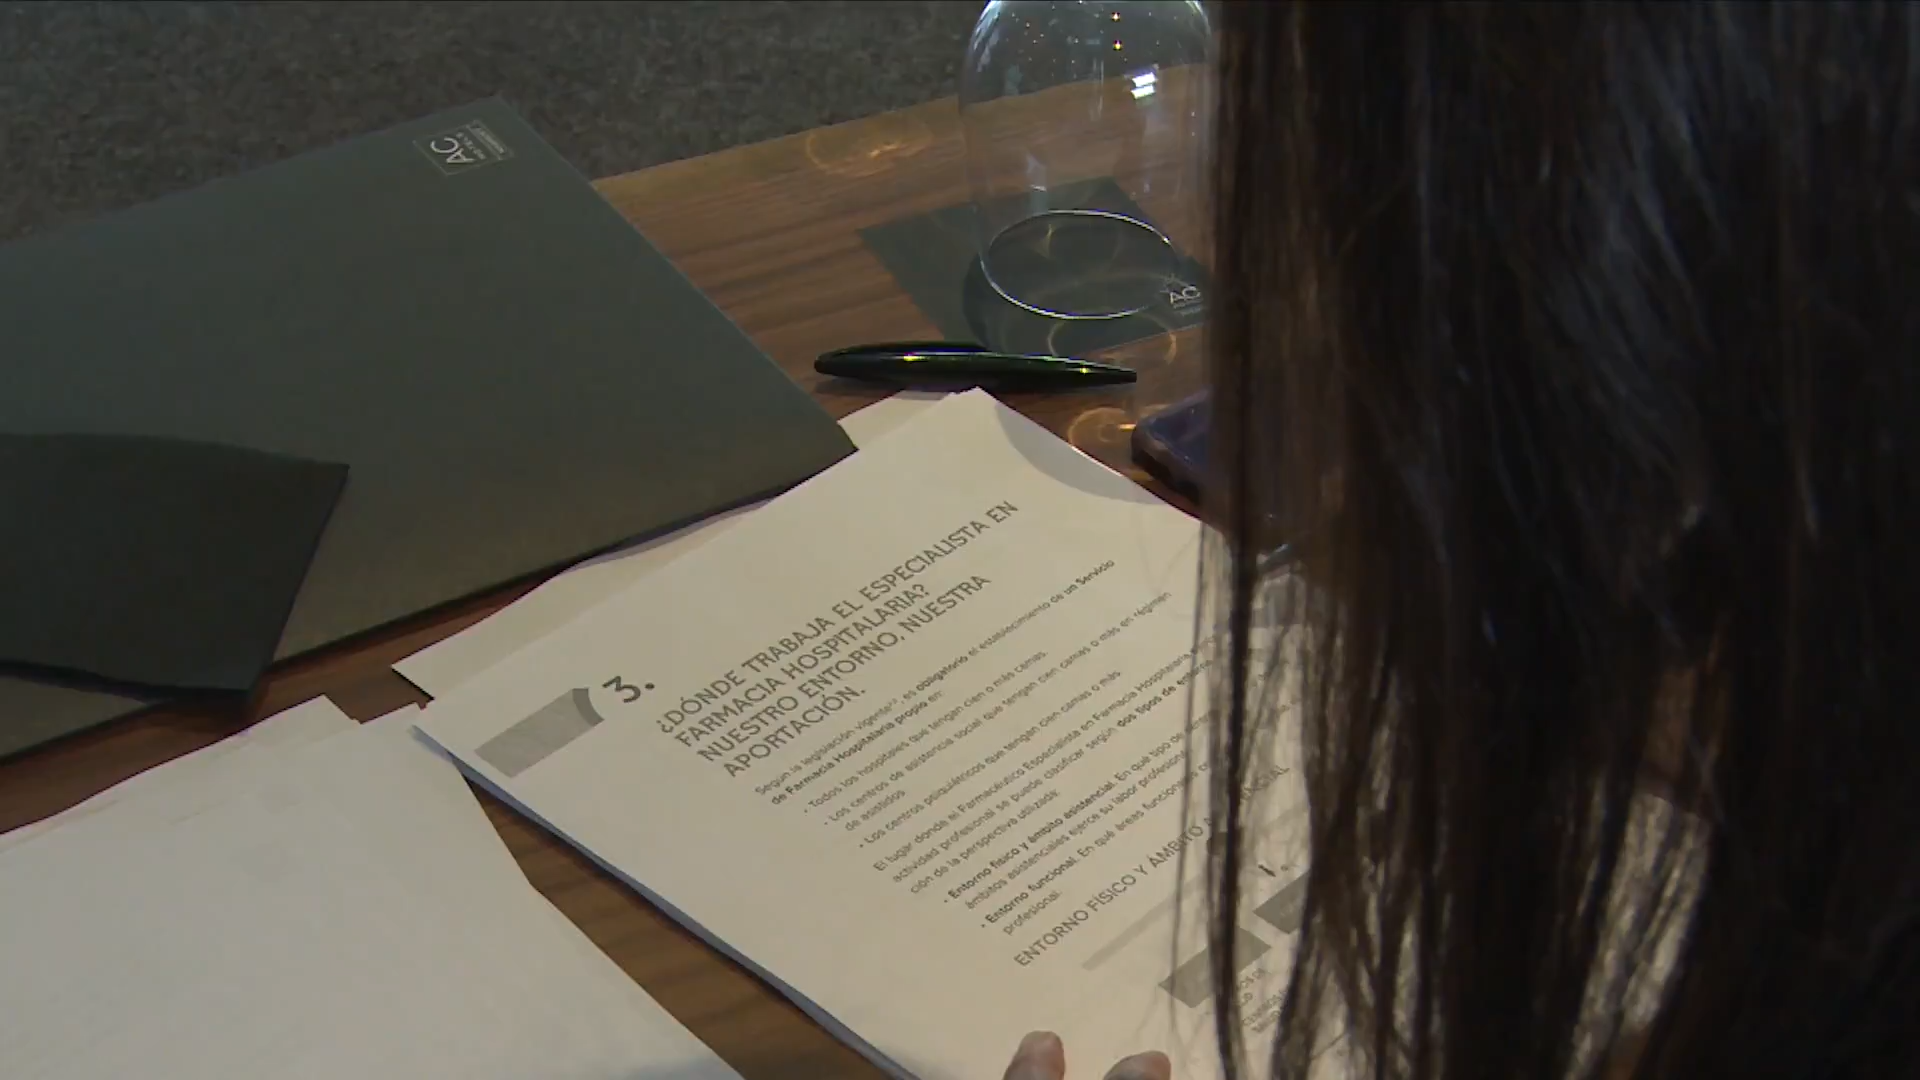 AC
AC
3.
¿DÓNDE TRABAJA EL ESPECIALISTA EN
FARMACIA HOSPITALARIA?
NUESTRO ENTORNO, NUESTRA
APORTACIÓN.
Según la legislación vigente, es obligatorio el establecimiento de un Servicio
de Farmacia Hospitalaria propio en:
• Todos los hospitales que tengan cien o más camas.
• Los centros de asistencia social que tengan cien camas o más en régimen
de asistidos.
• Los centros psiquiátricos que tengan cien camas o más.
El lugar donde el Farmacéutico Especialista en Farmacia Hospitalaria
actividad profesional se puede clasificar según dos tipos de
ción de la perspectiva utilizada:
• Entorno físico y ámbito asistencial. En qué tipo de
ámbitos asistenciales ejerce su labor
• Entorno funcional. En qué áreas funcionales
profesional.
ENTORNO FÍSICO Y ÁMBITO